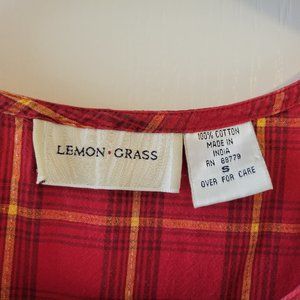 LEMON·GRASS
100% COTTON
MADE IN
INDIA
RN 88779
S
OVER FOR CARE